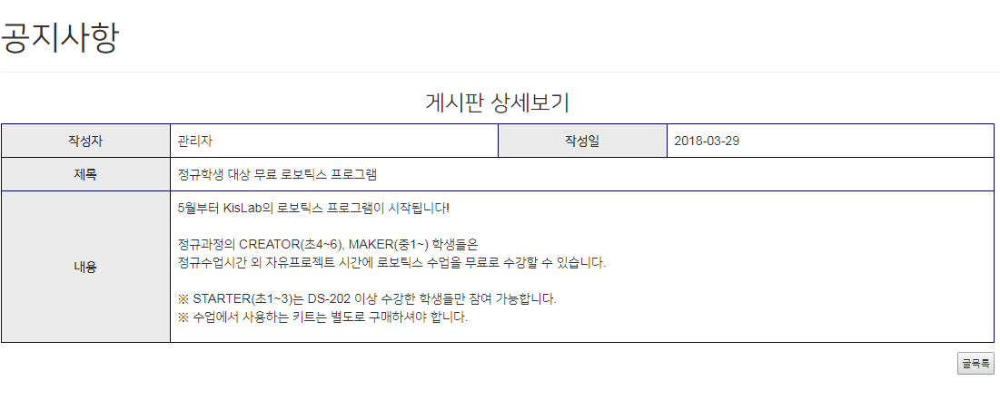 공지사항
게시판 상세보기
작성자 관리자 작성일 2018-03-29
제목 정규학생 대상 무료 로보틱스 프로그램
내용
5월부터 KisLab의 로보틱스 프로그램이 시작됩니다!
정규과정의 CREATOR(초4~6), MAKER(중1~) 학생들은
정규수업시간 외 자유프로젝트 시간에 로보틱스 수업을 무료로 수강할 수 있습니다.
※ STARTER(초1~3)는 DS-202 이상 수강한 학생들만 참여 가능합니다.
※ 수업에서 사용하는 키트는 별도로 구매하셔야 합니다.
글목록